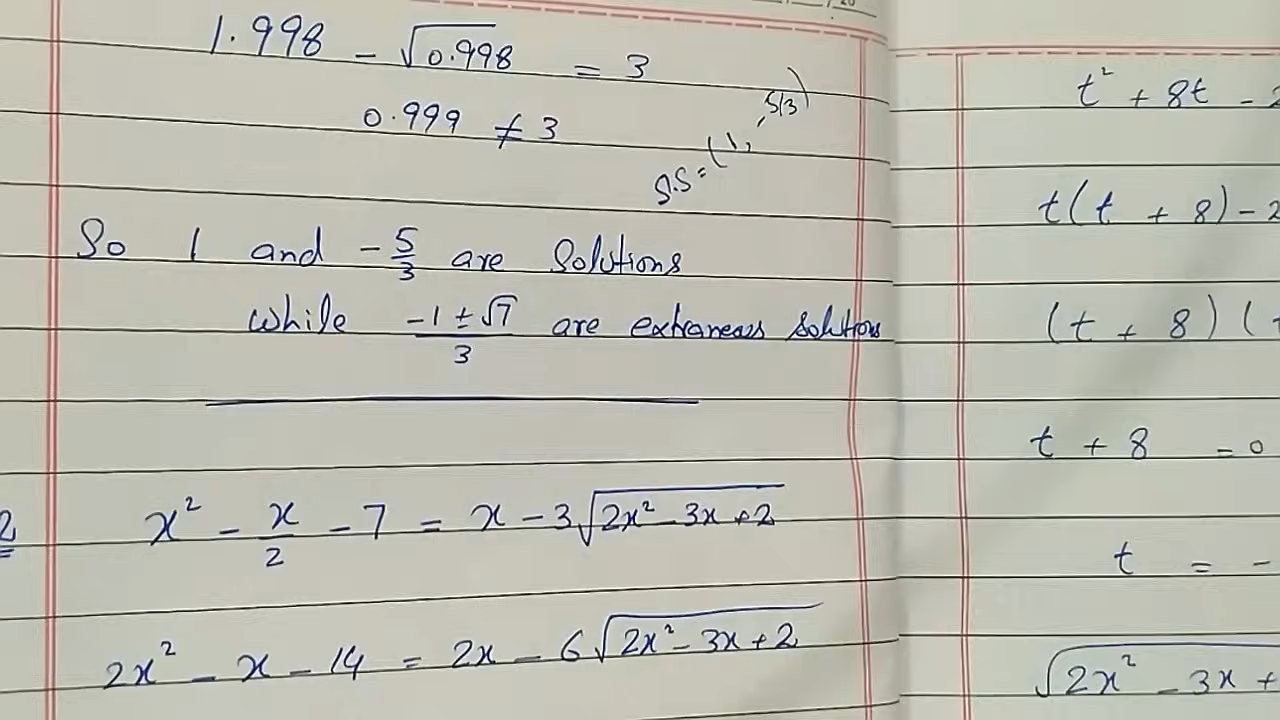 1.998 - √0.998 = 3
0.999 ≠ 3
S.S = (1, -5/3)
So 1 and -5/3 are Solutions
while (-1±√7)/3 are extraneous solutions
2 x² - x/2 - 7 = x - 3√(2x² - 3x + 2)
2x² - x - 14 = 2x - 6√(2x² - 3x + 2)
t² + 8t - 2
t(t + 8) - 2
(t + 8) (
t + 8 = 0
t = -
√2x² - 3x +